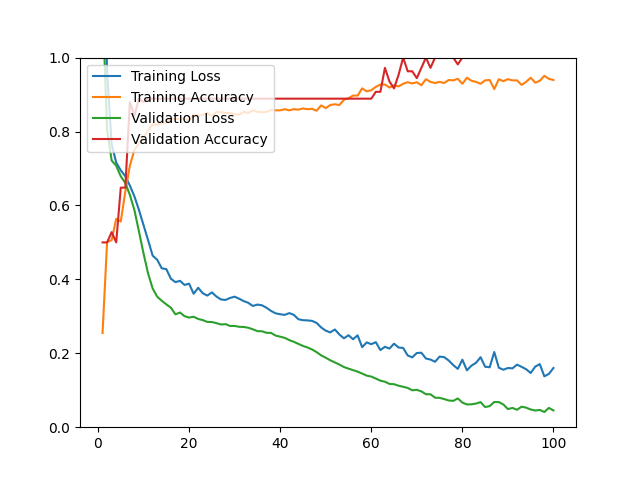 Training Loss
Training Accuracy
Validation Loss
Validation Accuracy
1.0
0.8
0.6
0.4
0.2
0.0
0 20 40 60 80 100